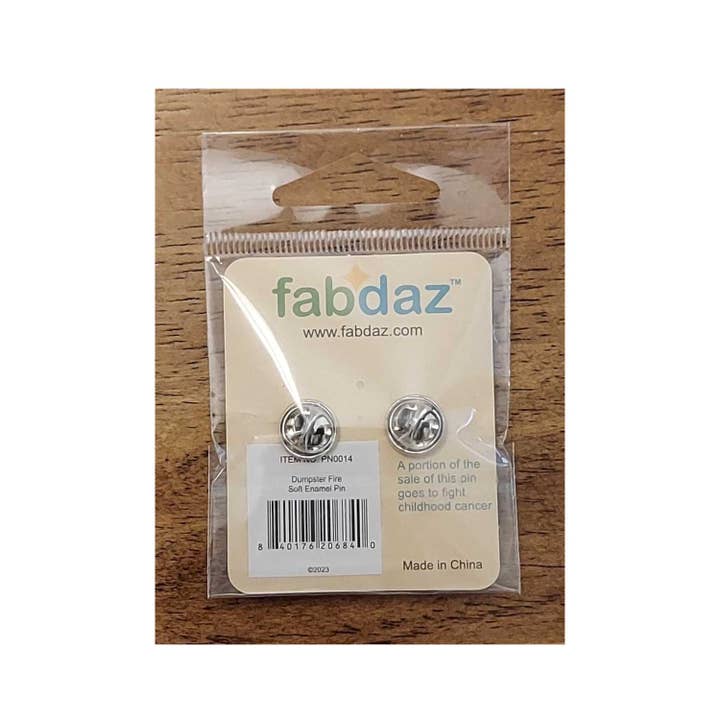 fabdaz™
www.fabdaz.com
ITEM NO. PN0014
Dumpster Fire
Soft Enamel Pin
8 40176 20684 0
©2023
A portion of the
sale of this pin
goes to fight
childhood cancer
Made in China